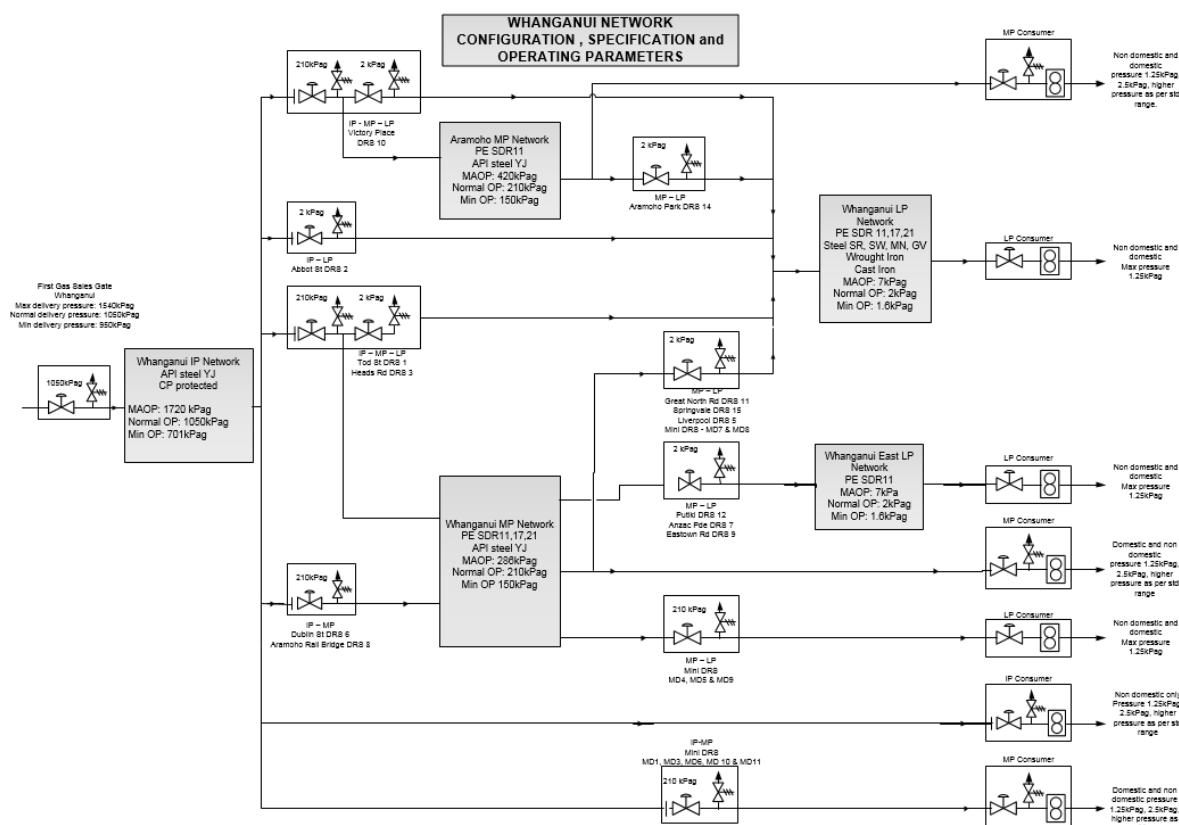 WHANGANUI NETWORK
CONFIGURATION , SPECIFICATION and
OPERATING PARAMETERS
210kPag
2 kPag
IP - MP – LP
Victory Place
DRS 10
Aramoho MP Network
PE SDR11
API steel YJ
MAOP: 420kPag
Normal OP: 210kPag
Min OP: 150kPag
2 kPag
MP – LP
Aramoho Park DRS 14
MP Consumer
Non domestic and
domestic
pressure 1.25kPag,
2.5kPag, higher
pressure as per std
range.
2 kPag
IP – LP
Abbot St DRS 2
Whanganui LP
Network
PE SDR 11,17,21
Steel SR, SW, MN, GV
Wrought Iron
Cast Iron
MAOP: 7kPag
Normal OP: 2kPag
Min OP: 1.6kPag
LP Consumer
Non domestic and
domestic
Max pressure
1.25kPag
First Gas Sales Gate
Whanganui
Max delivery pressure: 1540kPag
Normal delivery pressure: 1050kPag
Min delivery pressure: 950kPag
1050kPag
Whanganui IP Network
API steel YJ
CP protected
MAOP: 1720 kPag
Normal OP: 1050kPag
Min OP: 701kPag
210kPag
2 kPag
IP – MP – LP
Tod St DRS 1
Heads Rd DRS 3
2 kPag
MP – LP
Great North Rd DRS 11
Springvale DRS 15
Liverpool DRS 5
Mini DRS - MD7 & MD8
2 kPag
MP – LP
Putiki DRS 12
Anzac Pde DRS 7
Eastown Rd DRS 9
Whanganui East LP
Network
PE SDR11
MAOP: 7kPa
Normal OP: 2kPag
Min OP: 1.6kPag
LP Consumer
Non domestic and
domestic
Max pressure
1.25kPag
Whanganui MP Network
PE SDR11,17,21
API steel YJ
MAOP: 286kPag
Normal OP: 210kPag
Min OP 150kPag
MP Consumer
Domestic and non
domestic
pressure 1.25kPag,
2.5kPag, higher
pressure as per std
range
210kPag
IP – MP
Dublin St DRS 6
Aramoho Rail Bridge DRS 8
210 kPag
MP – LP
Mini DRS
MD4, MD5 & MD9
LP Consumer
Non domestic and
domestic
Max pressure
1.25kPag
IP Consumer
Non domestic only
Pressure 1.25kPag,
2.5kPag, higher
pressure as per std
range
IP-MP
Mini DRS
MD1, MD3, MD6, MD 10 & MD11
210 kPag
MP Consumer
Domestic and non
domestic pressure
1.25kPag, 2.5kPag,
higher pressure as